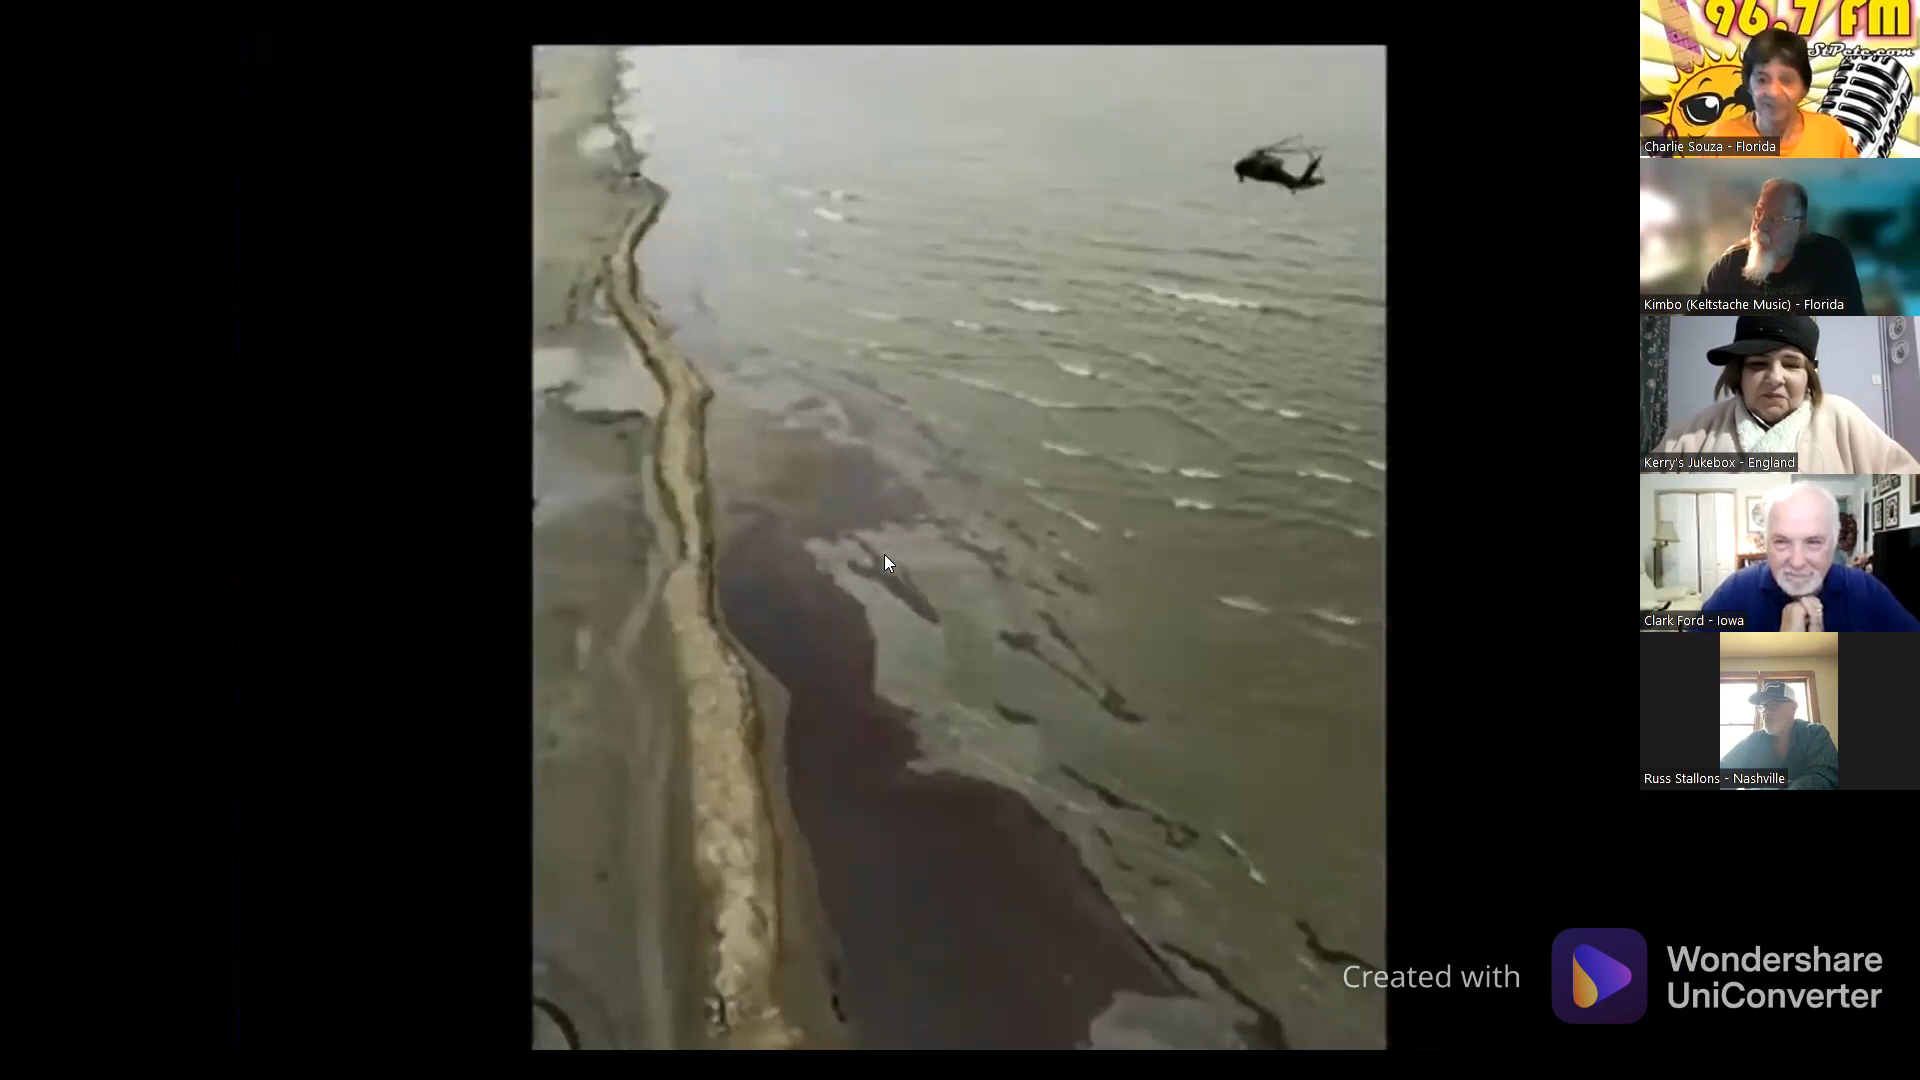 96.7 FM
StPete.com
Charlie Souza - Florida
Kimbo (Keltstache Music) - Florida
Kerry's Jukebox - England
Clark Ford - Iowa
Russ Stallons - Nashville
Created with
Wondershare
UniConverter